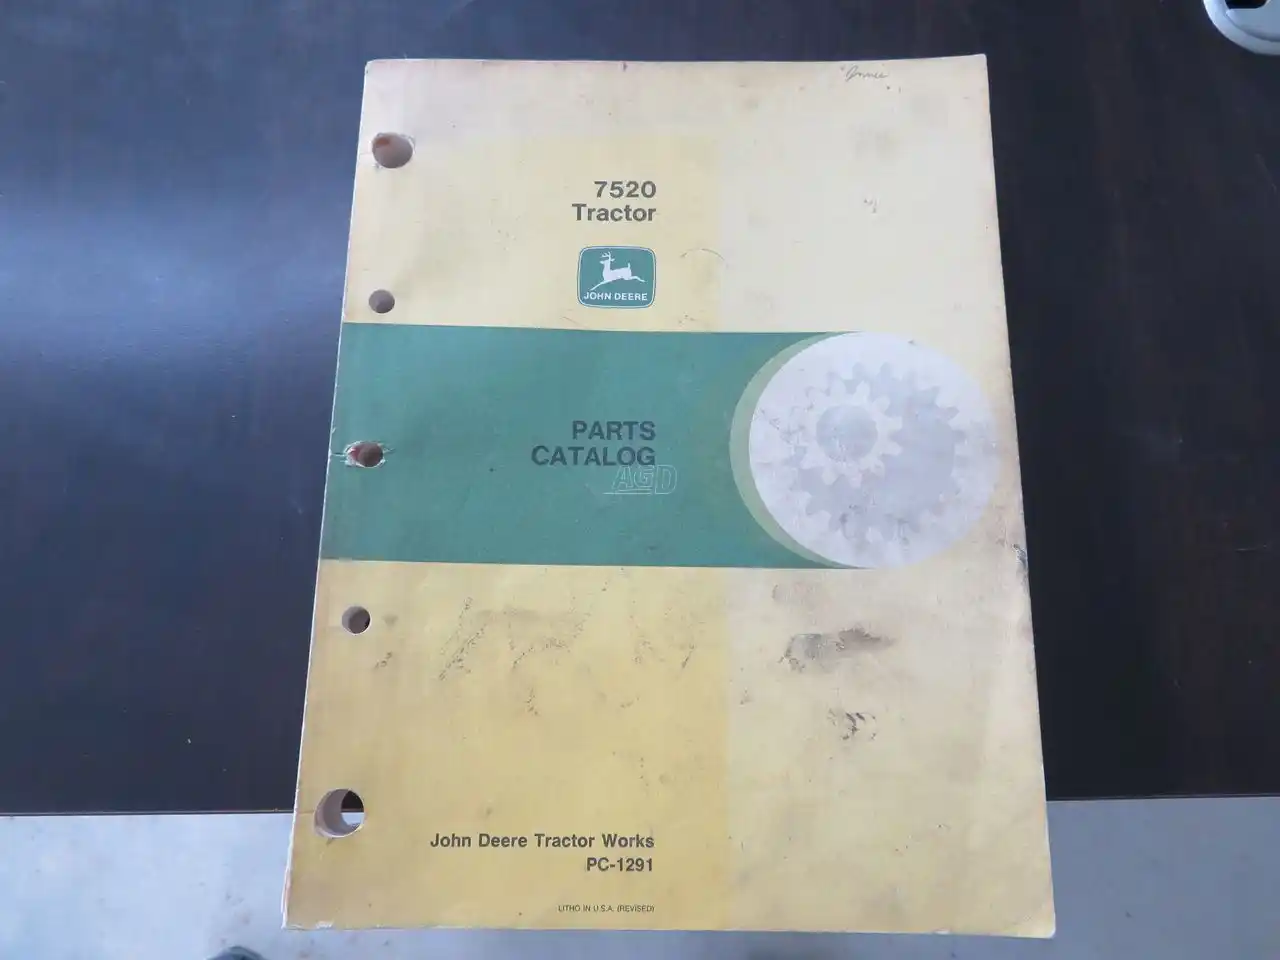 7520
Tractor
JOHN DEERE
PARTS
CATALOG
AGD
John Deere Tractor Works
PC-1291
LITHO IN U.S.A. (REVISED)